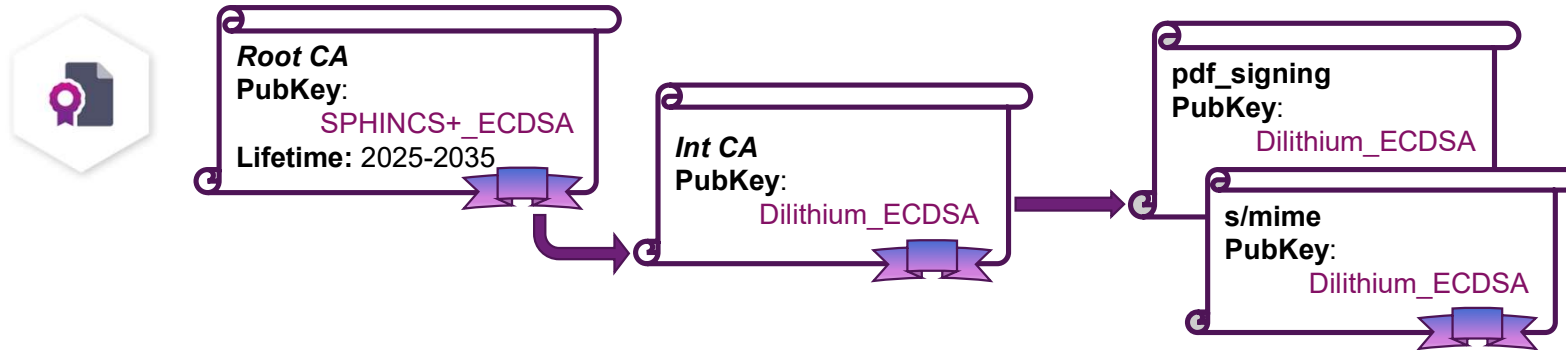 Root CA
PubKey:
SPHINCS+_ECDSA
Lifetime: 2025-2035
Int CA
PubKey:
Dilithium_ECDSA
pdf_signing
PubKey:
Dilithium_ECDSA
s/mime
PubKey:
Dilithium_ECDSA